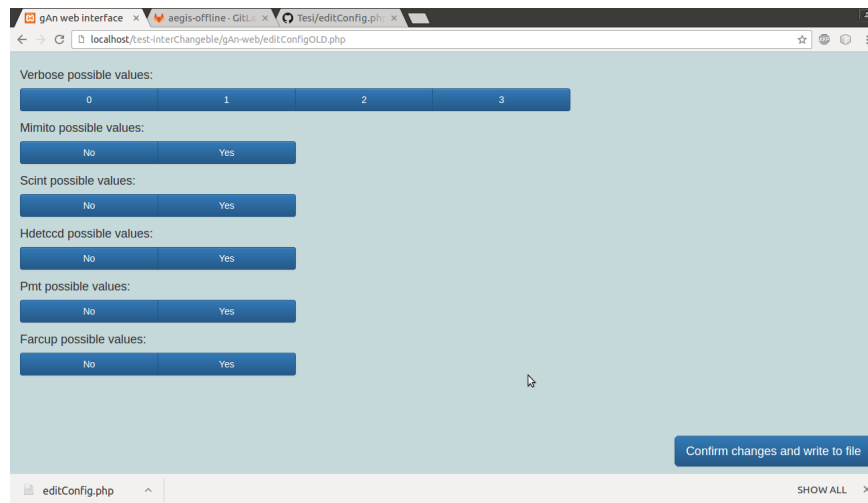 gAn web interface
aegis-offline - GitLa
Tesi/editConfig.php
localhost/test-interChangeble/gAn-web/editConfigOLD.php
Verbose possible values:
0 1 2 3
Mimito possible values:
No Yes
Scint possible values:
No Yes
Hdetccd possible values:
No Yes
Pmt possible values:
No Yes
Farcup possible values:
No Yes
Confirm changes and write to file
editConfig.php
SHOW ALL